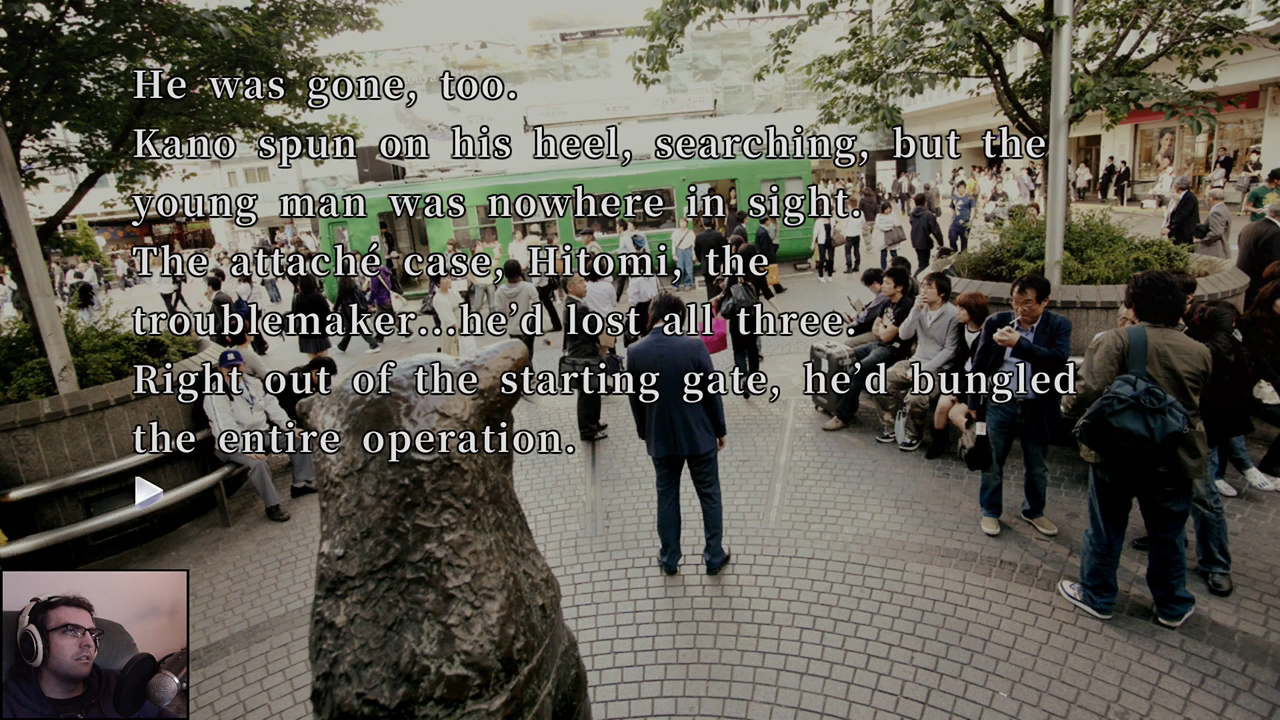 He was gone, too.
Kano spun on his heel, searching, but the
young man was nowhere in sight.
The attaché case, Hitomi, the
troublemaker...he'd lost all three.
Right out of the starting gate, he'd bungled
the entire operation.